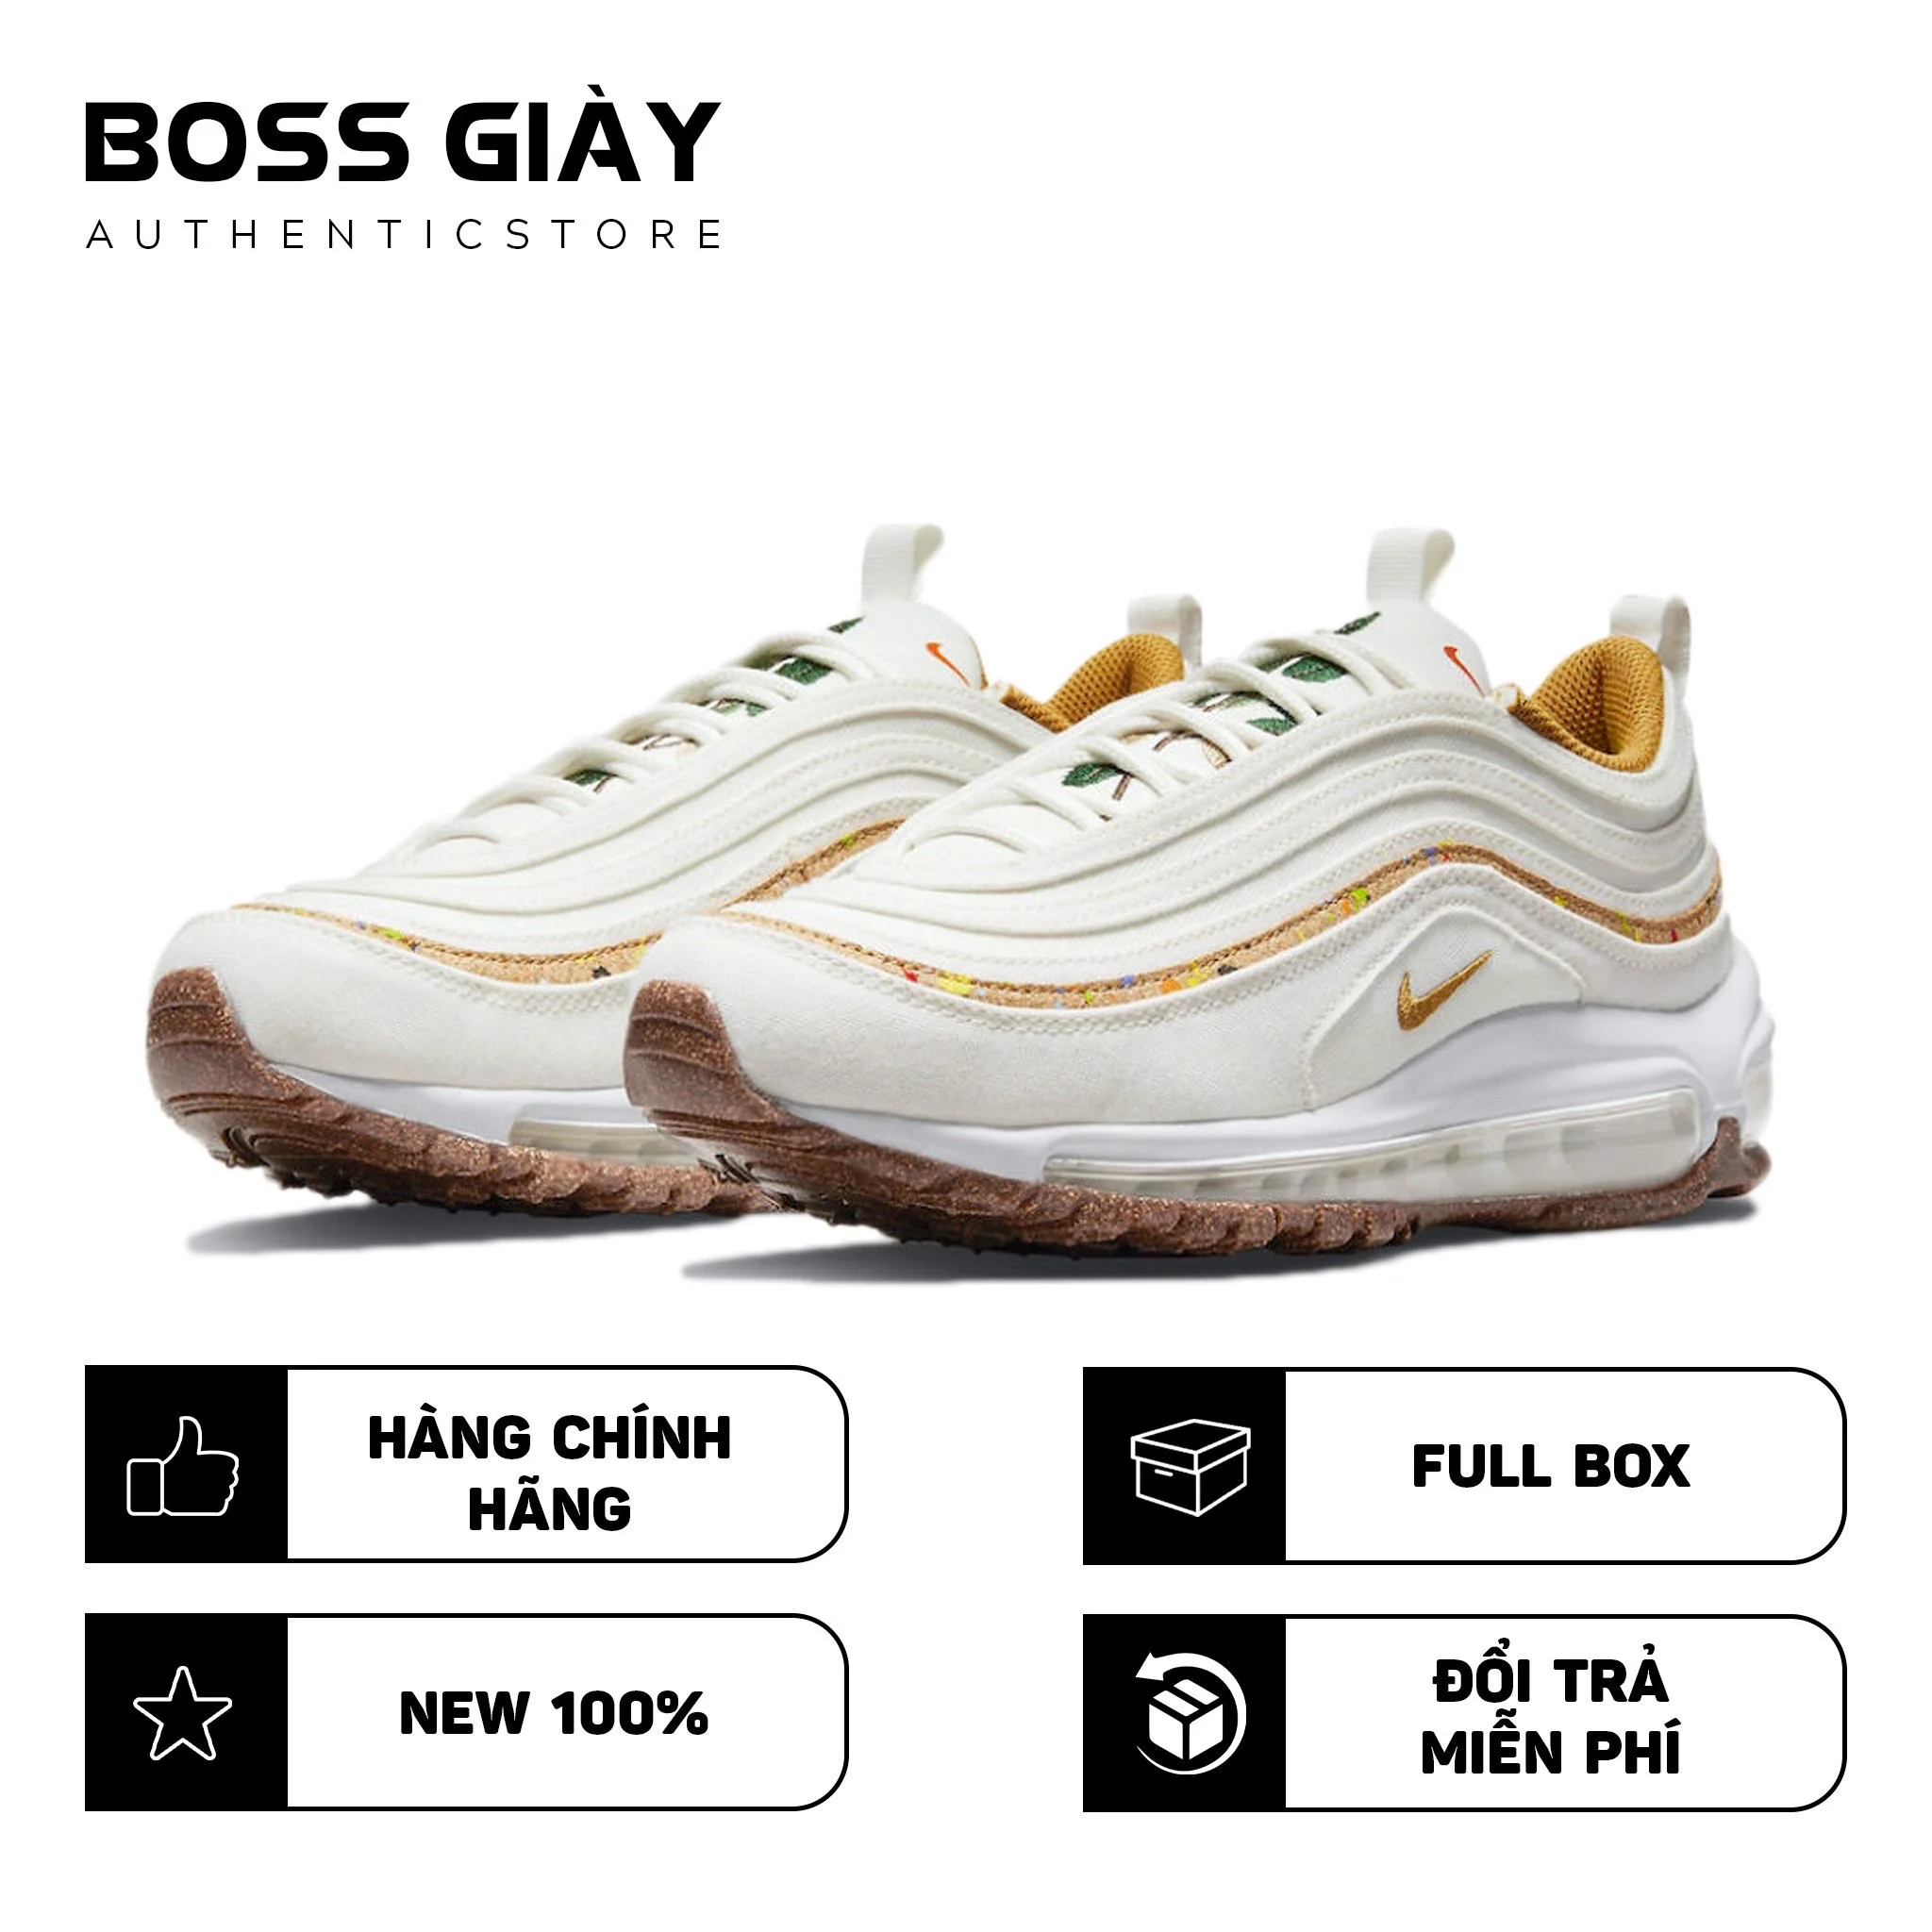 BOSS GIÀY
AUTHENTICSTORE
HÀNG CHÍNH
HÃNG
FULL BOX
NEW 100%
ĐỔI TRẢ
MIỄN PHÍ